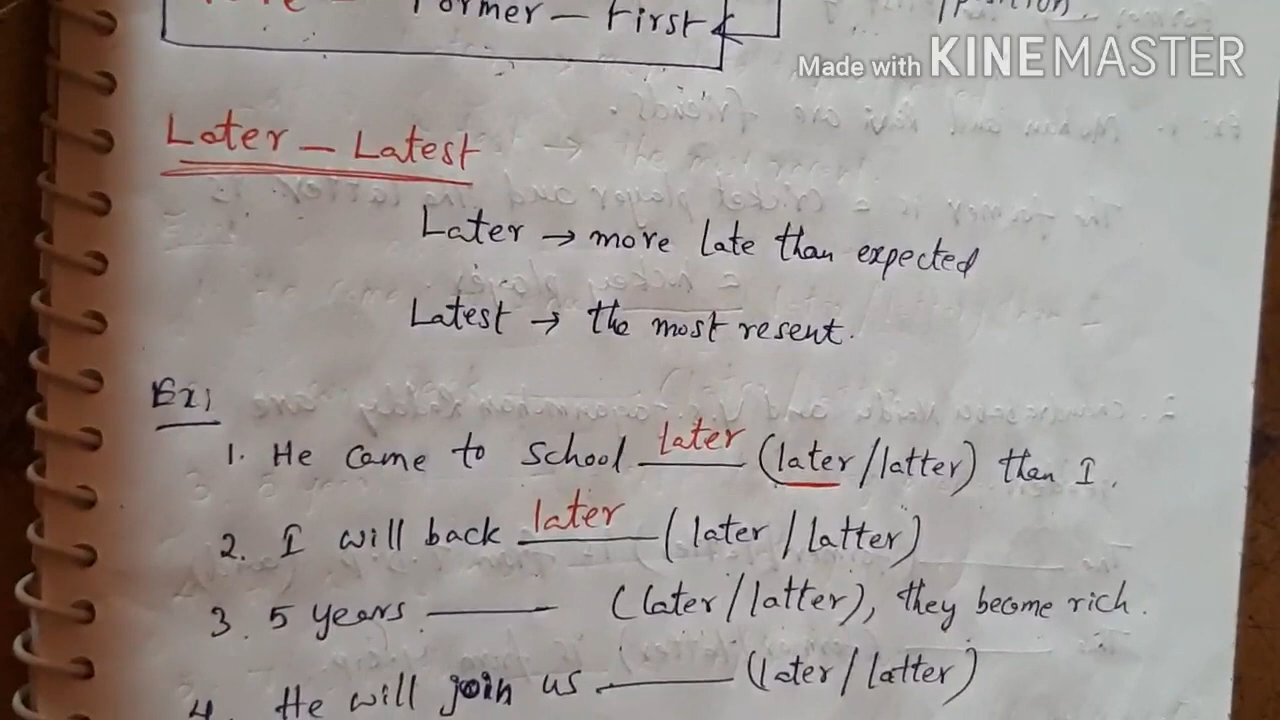 Former – First
Made with KINEMASTER
Later – Latest
Later → more late than expected
Latest → the most resent.
Ex:
1. He came to school later (later/latter) than I.
2. I will back later (later/latter)
3. 5 years ______ (later/latter), they become rich.
4. He will join us ______ (later/latter)